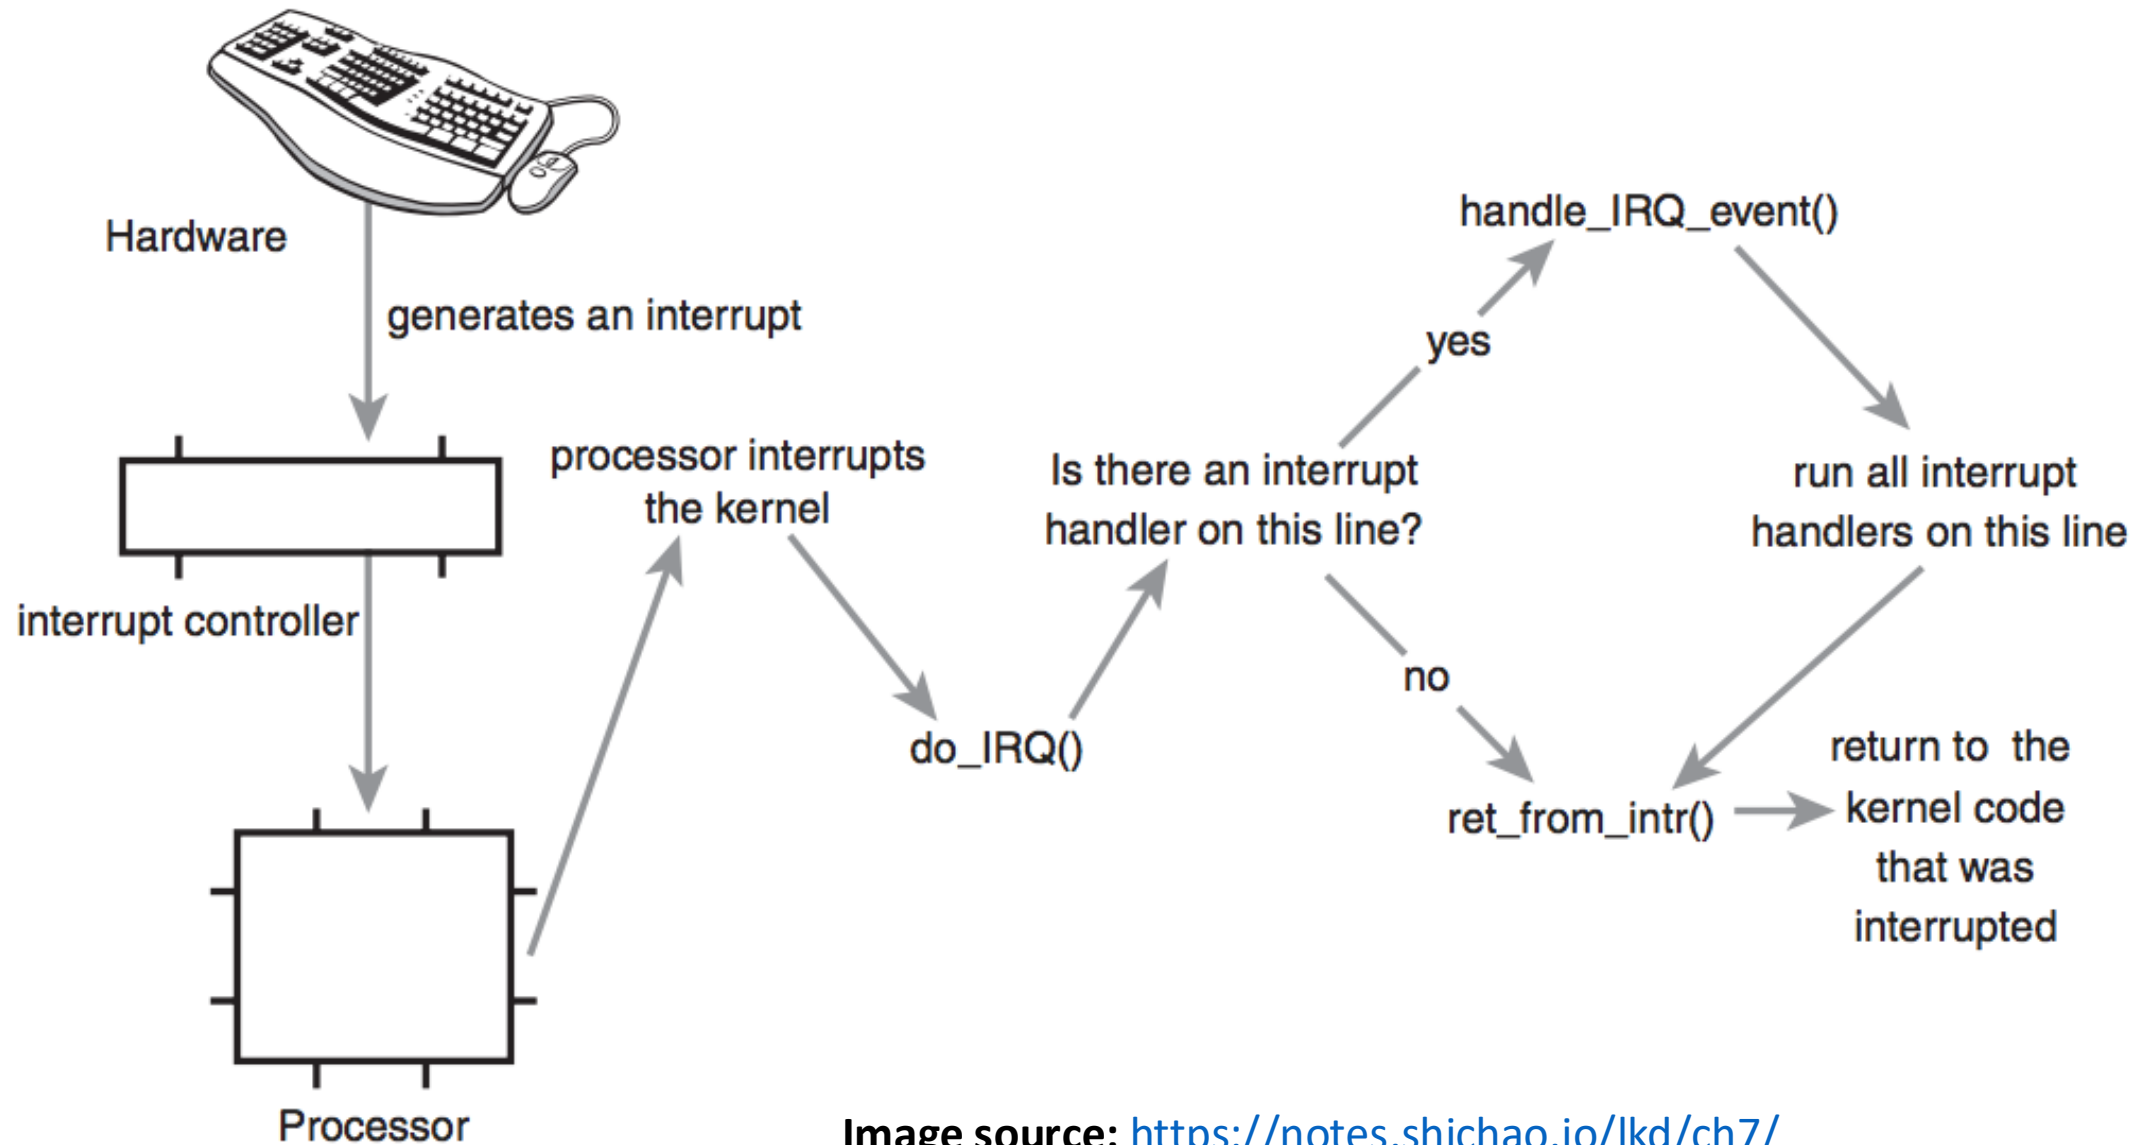 Hardware
generates an interrupt
interrupt controller
Processor
processor interrupts
the kernel
do_IRQ()
Is there an interrupt
handler on this line?
yes
handle_IRQ_event()
run all interrupt
handlers on this line
no
ret_from_intr()
return to the
kernel code
that was
interrupted
Image source: https://notes.shichao.io/lkd/ch7/